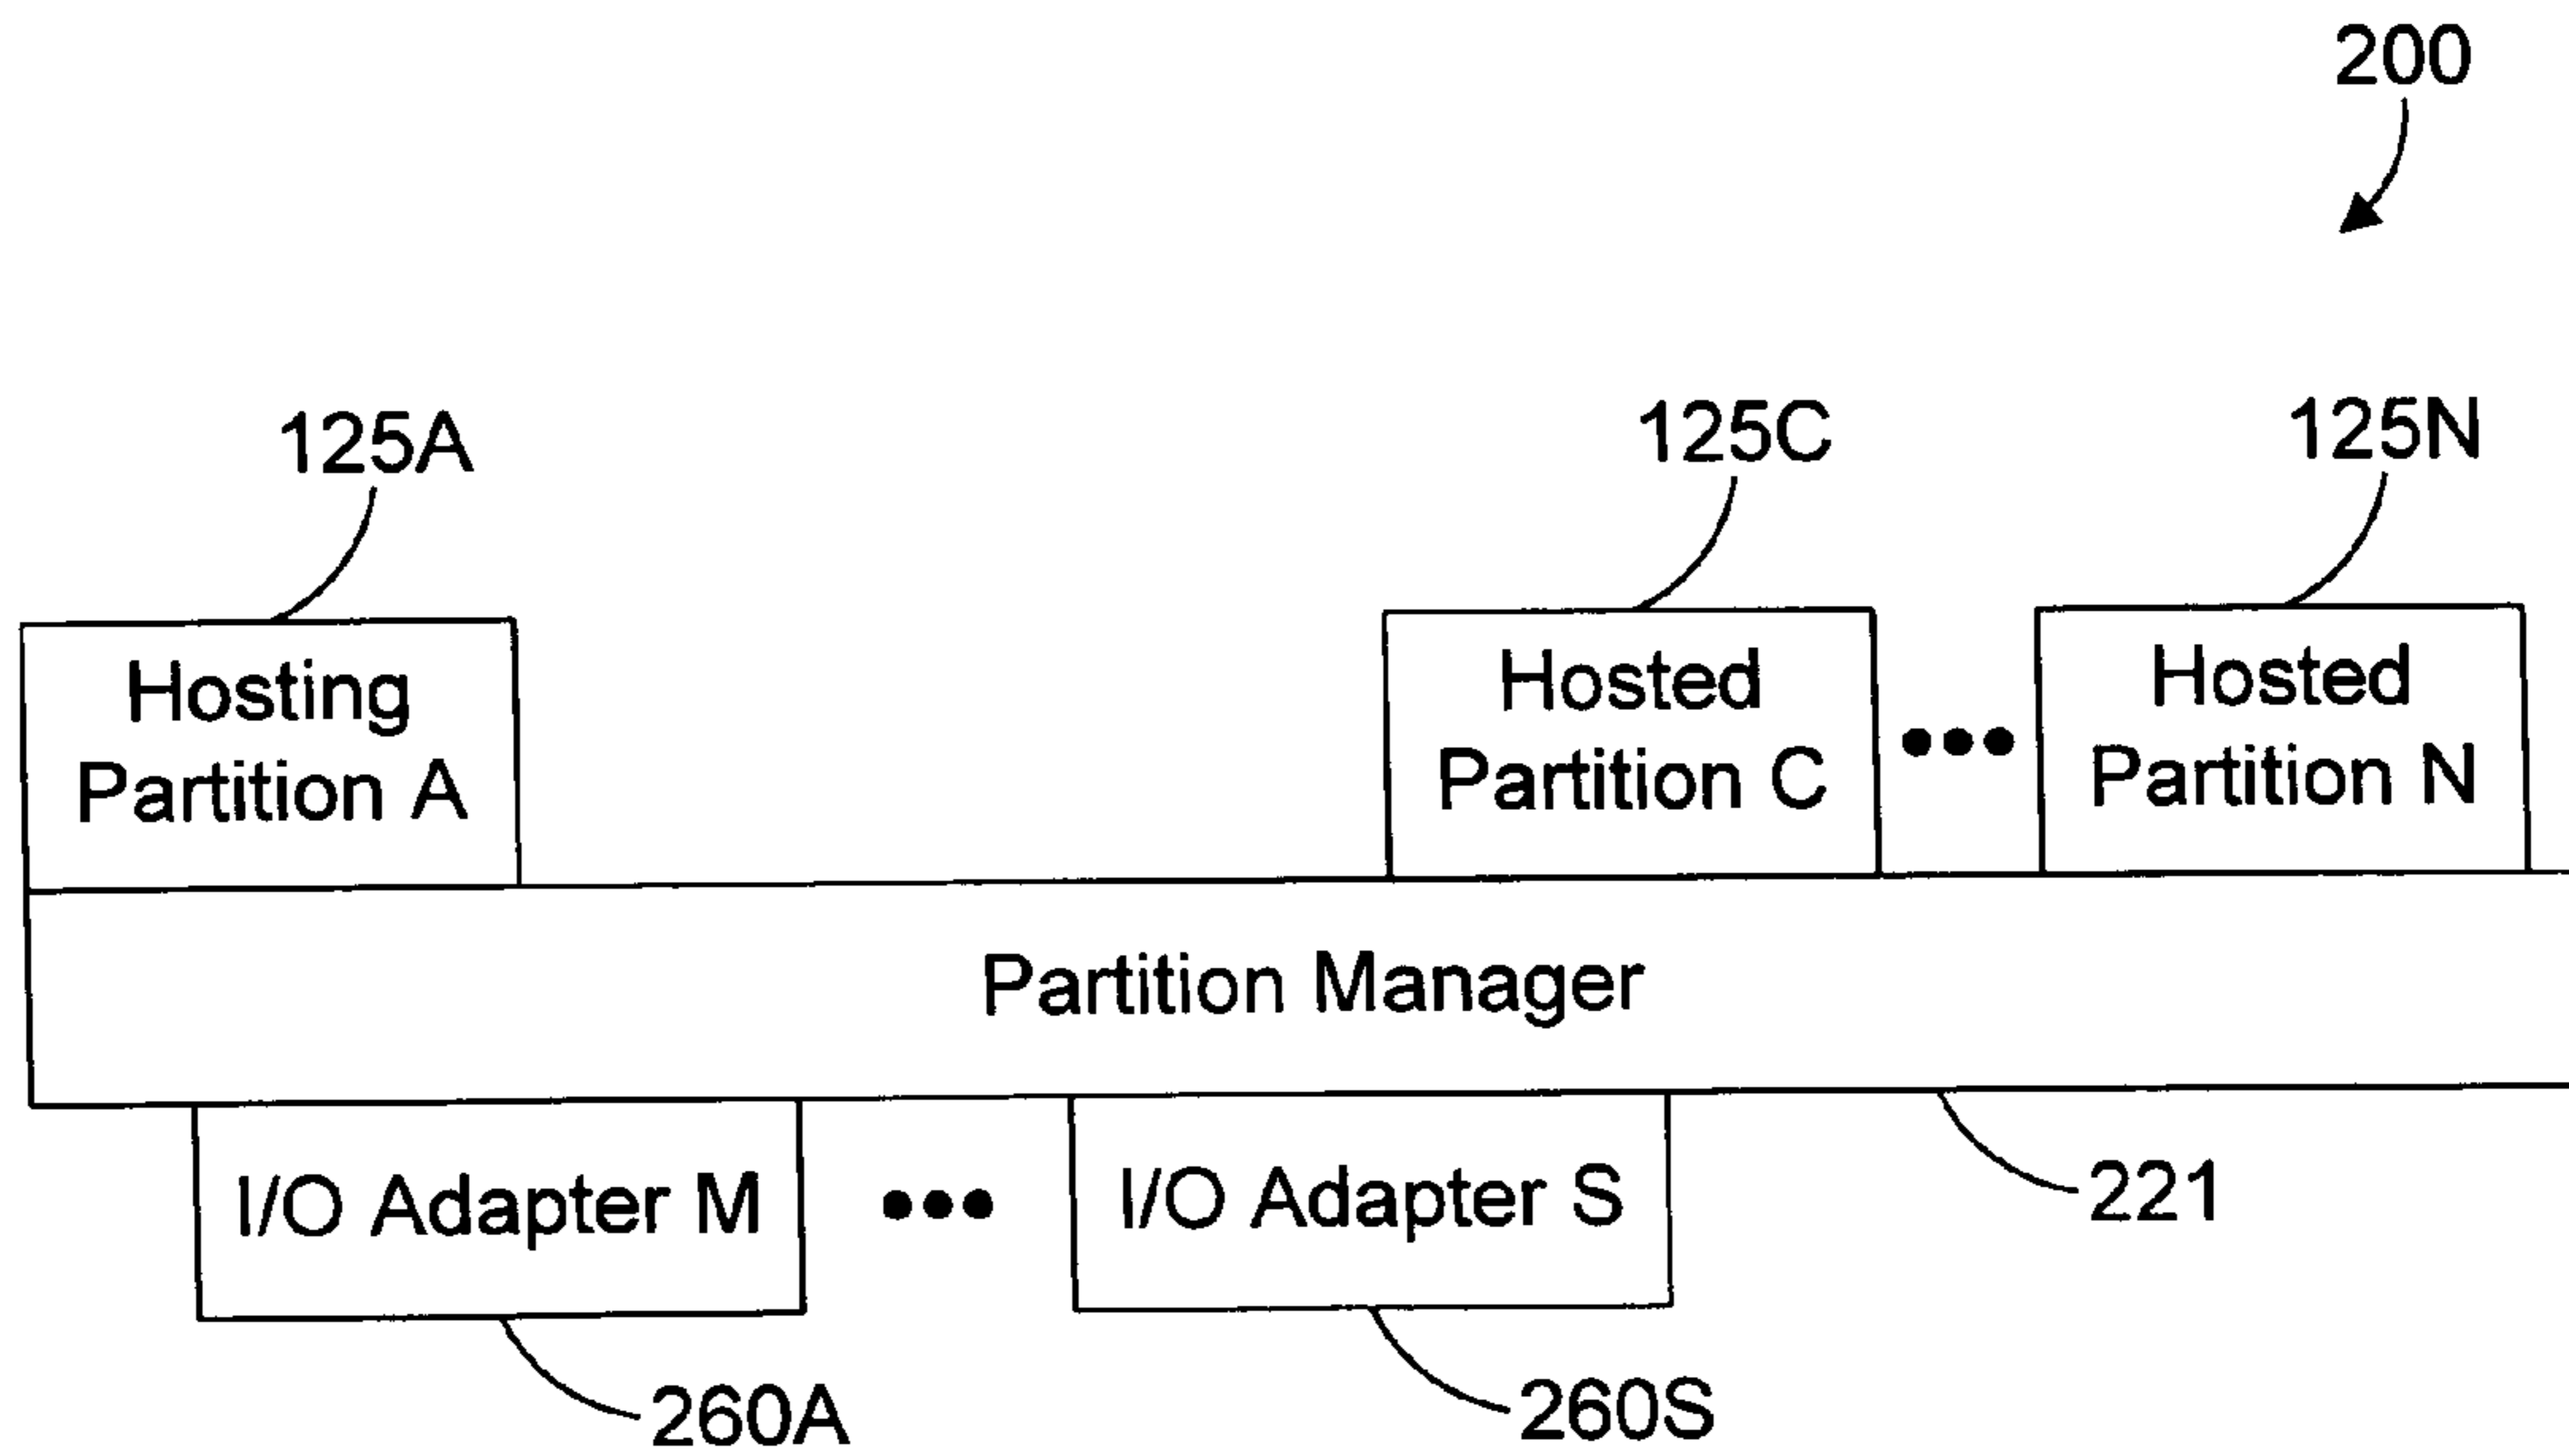 200
125A
125C
125N
Hosting
Partition A
Hosted
Partition C
Hosted
Partition N
Partition Manager
I/O Adapter M
I/O Adapter S
221
260A
260S